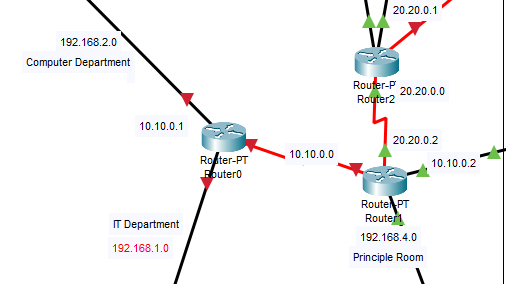 20.20.0.1
192.168.2.0
Computer Department
Router-PT
Router2
20.20.0.0
10.10.0.1
20.20.0.2
Router-PT
Router0
10.10.0.0
10.10.0.2
Router-PT
Router1
IT Department
192.168.1.0
192.168.4.0
Principle Room